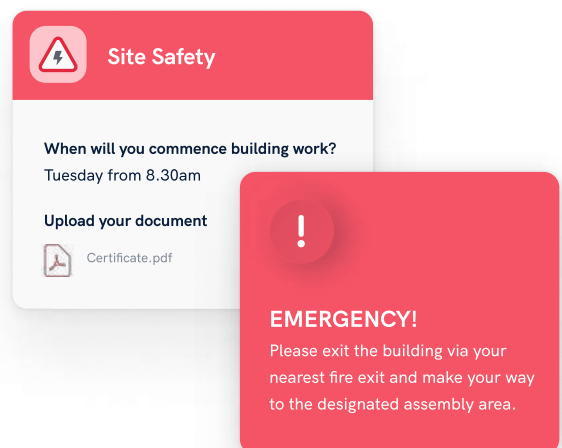 Site Safety
When will you commence building work?
Tuesday from 8.30am
Upload your document
Certificate.pdf
!
EMERGENCY!
Please exit the building via your
nearest fire exit and make your way
to the designated assembly area.